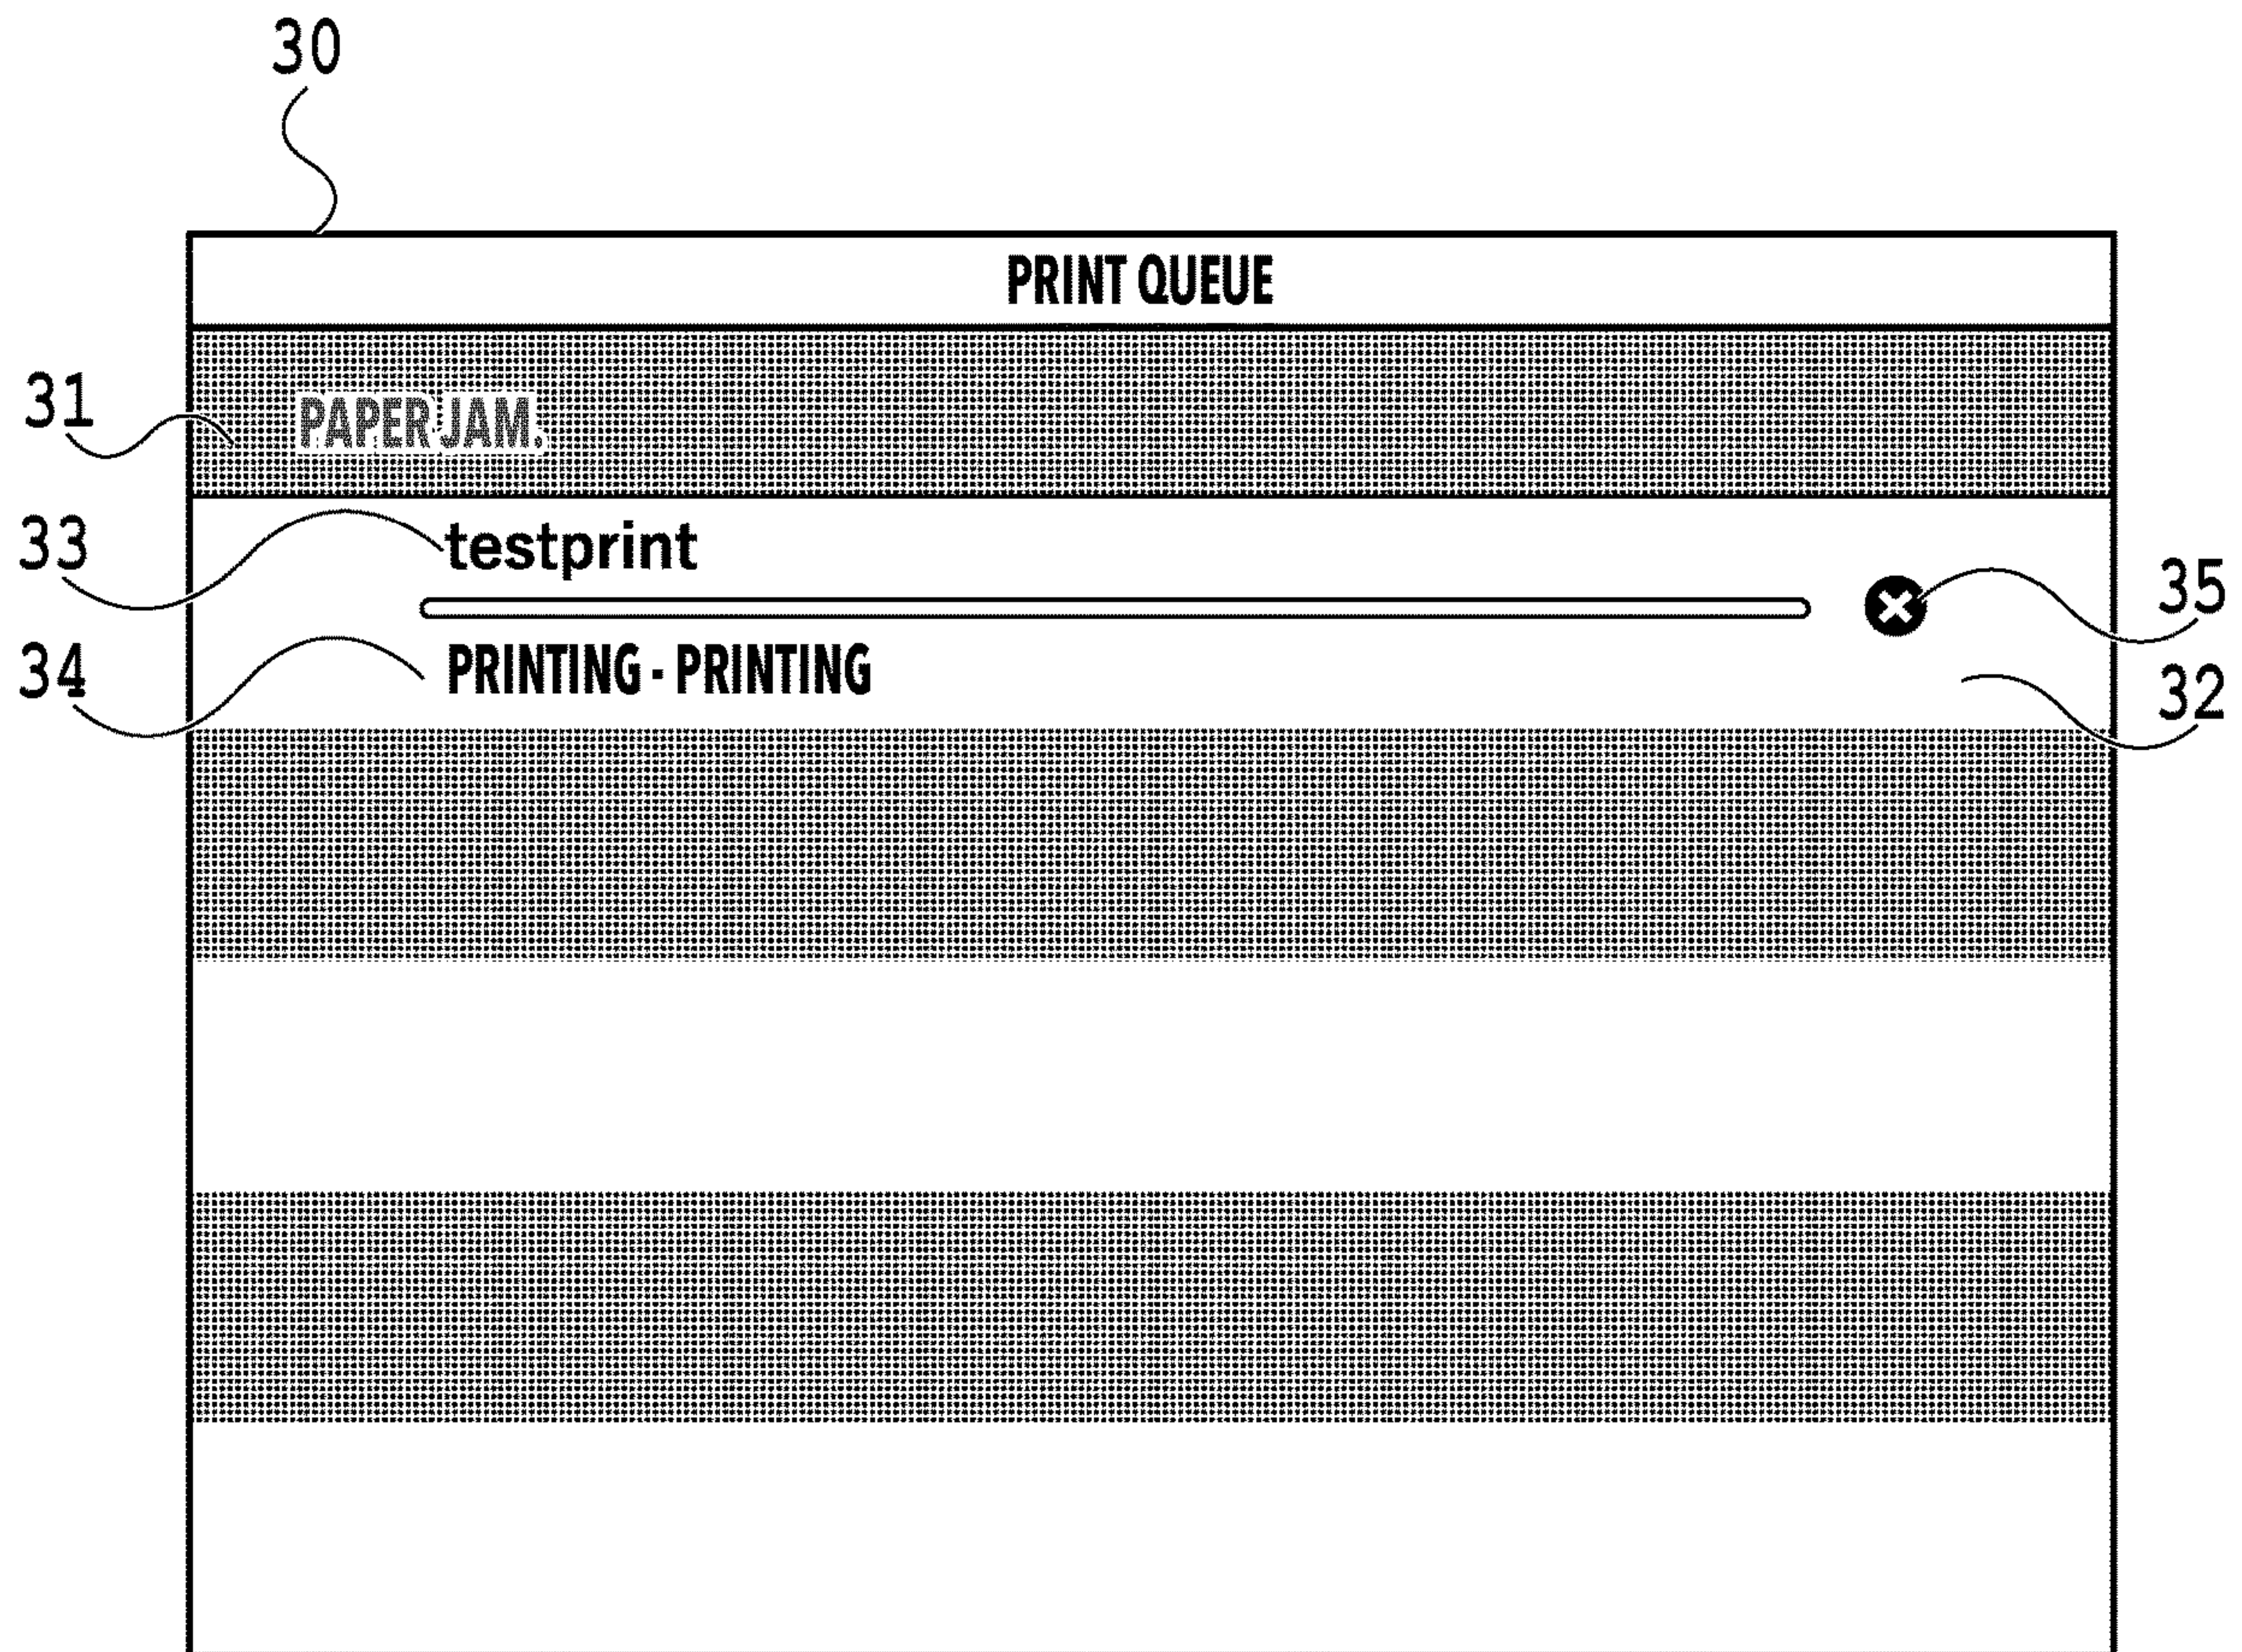 30
PRINT QUEUE
31
PAPER JAM.
33
testprint
35
34
PRINTING - PRINTING
32